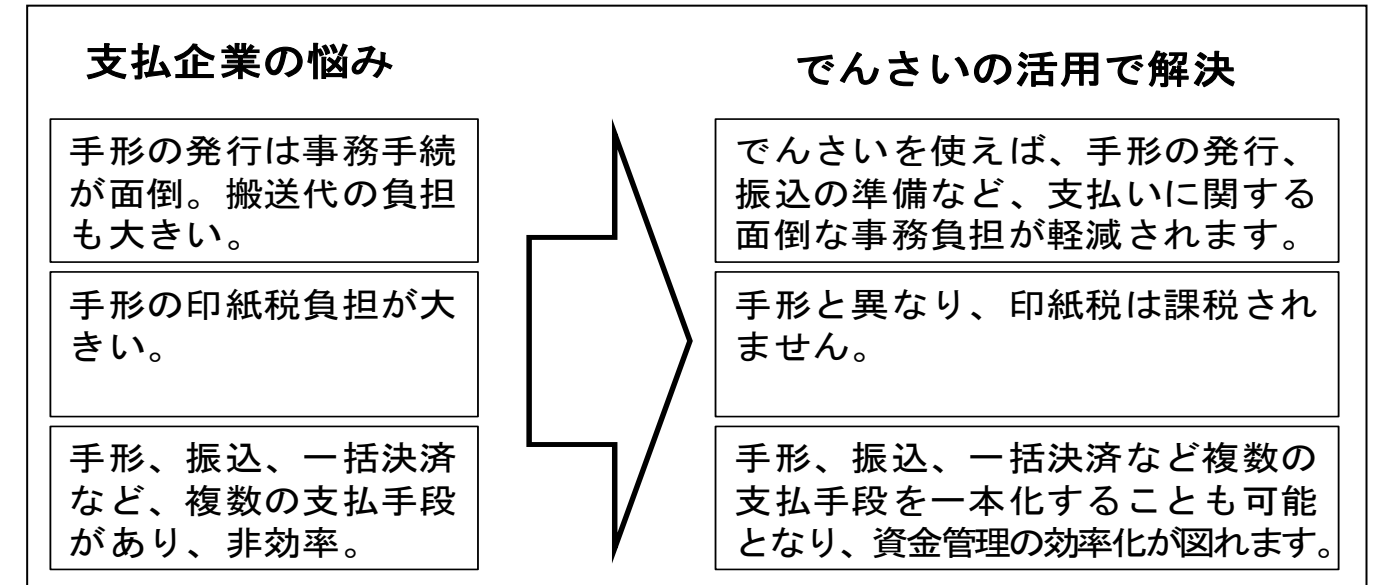 支払企業の悩み
手形の発行は事務手続
が面倒。搬送代の負担
も大きい。
手形の印紙税負担が大
きい。
手形、振込、一括決済
など、複数の支払手段
があり、非効率。
でんさいの活用で解決
でんさいを使えば、手形の発行、
振込の準備など、支払いに関する
面倒な事務負担が軽減されます。
手形と異なり、印紙税は課税され
ません。
手形、振込、一括決済など複数の
支払手段を一本化することも可能
となり、資金管理の効率化が図れます。